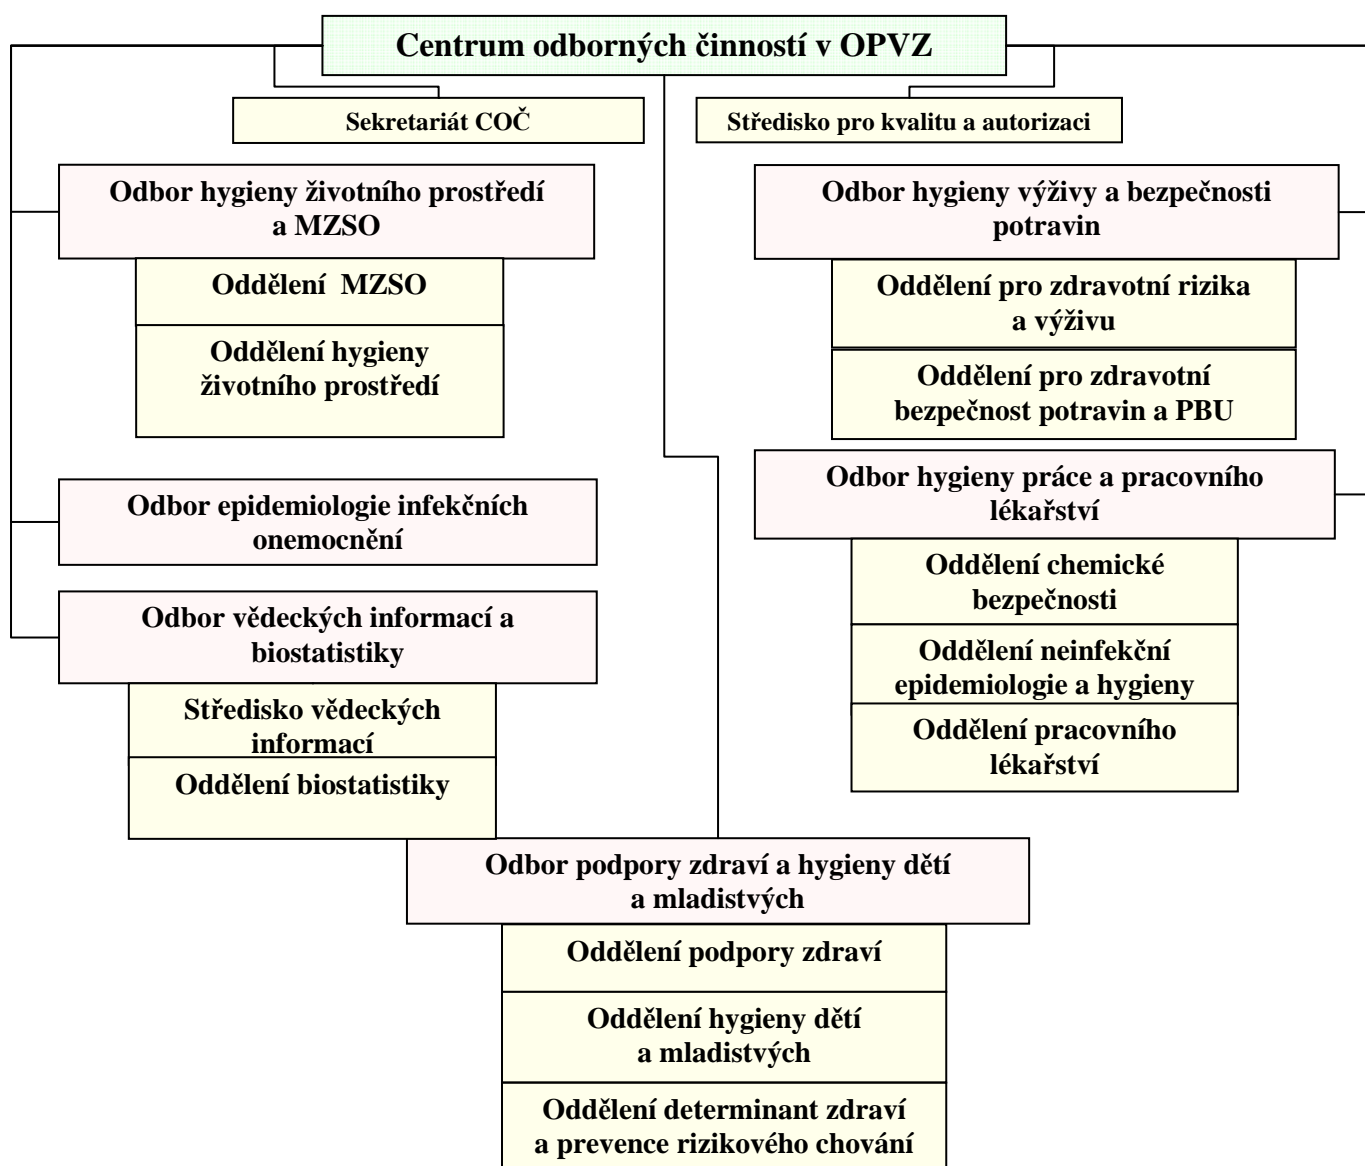 Centrum odborných činností v OPVZ
Sekretariát COČ
Středisko pro kvalitu a autorizaci
Odbor hygieny životního prostředí
a MZSO
Oddělení MZSO
Oddělení hygieny
životního prostředí
Odbor epidemiologie infekčních
onemocnění
Odbor vědeckých informací a
biostatistiky
Středisko vědeckých
informací
Oddělení biostatistiky
Odbor hygieny výživy a bezpečnosti
potravin
Oddělení pro zdravotní rizika
a výživu
Oddělení pro zdravotní
bezpečnost potravin a PBU
Odbor hygieny práce a pracovního
lékařství
Oddělení chemické
bezpečnosti
Oddělení neinfekční
epidemiologie a hygieny
Oddělení pracovního
lékařství
Odbor podpory zdraví a hygieny dětí
a mladistvých
Oddělení podpory zdraví
Oddělení hygieny dětí
a mladistvých
Oddělení determinant zdraví
a prevence rizikového chování